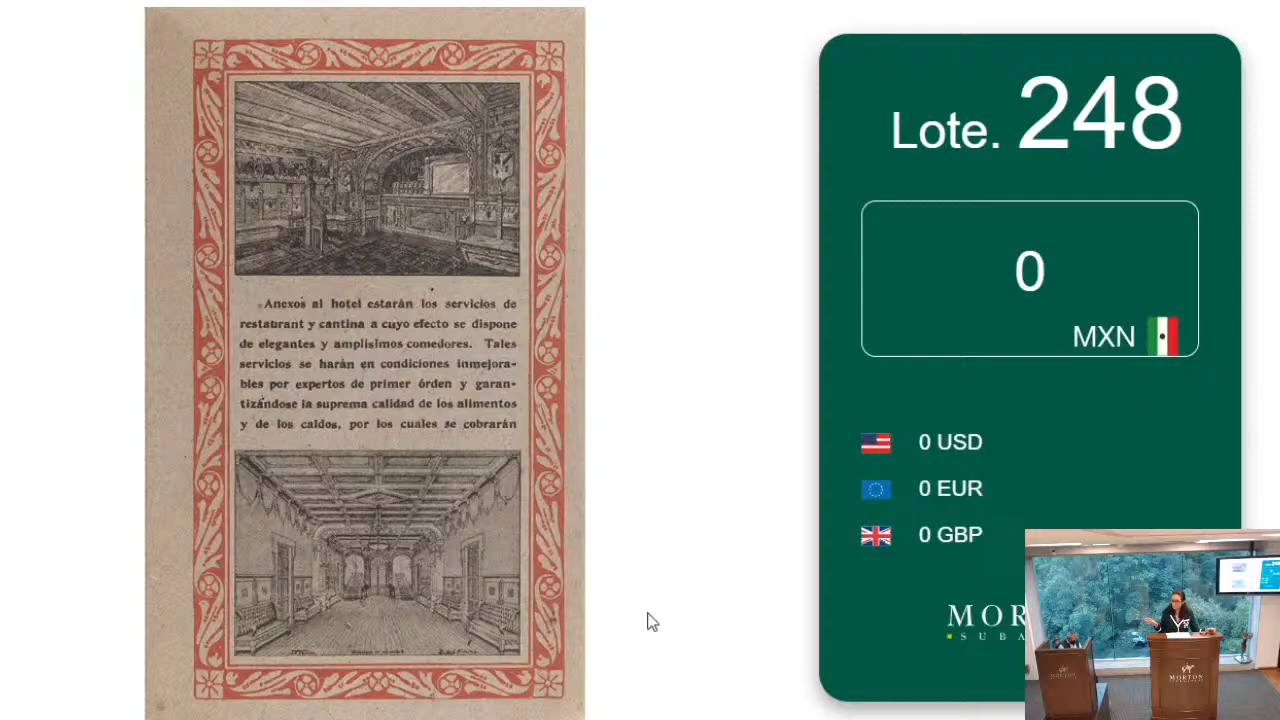 Anexos al hotel estarán los servicios de
restaurant y cantina a cuyo efecto se dispone
de elegantes y amplísimos comedores. Tales
servicios se harán en condiciones inmejora-
bles por expertos de primer órden y garan-
tizándose la suprema calidad de los alimentos
y de los caldos, por los cuales se cobrarán
Lote. 248
0
MXN
0 USD
0 EUR
0 GBP
MOR
SUBA
MORTON